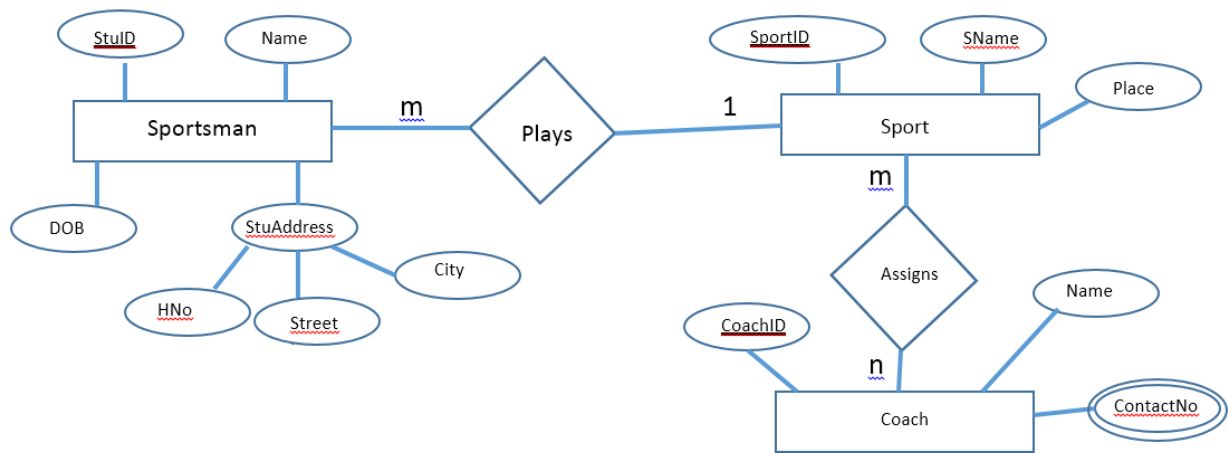 StuID
Name
SportID
SName
Place
Sportsman
m
Plays
1
Sport
m
DOB
StuAddress
City
HNo
Street
Assigns
Name
CoachID
n
ContactNo
Coach